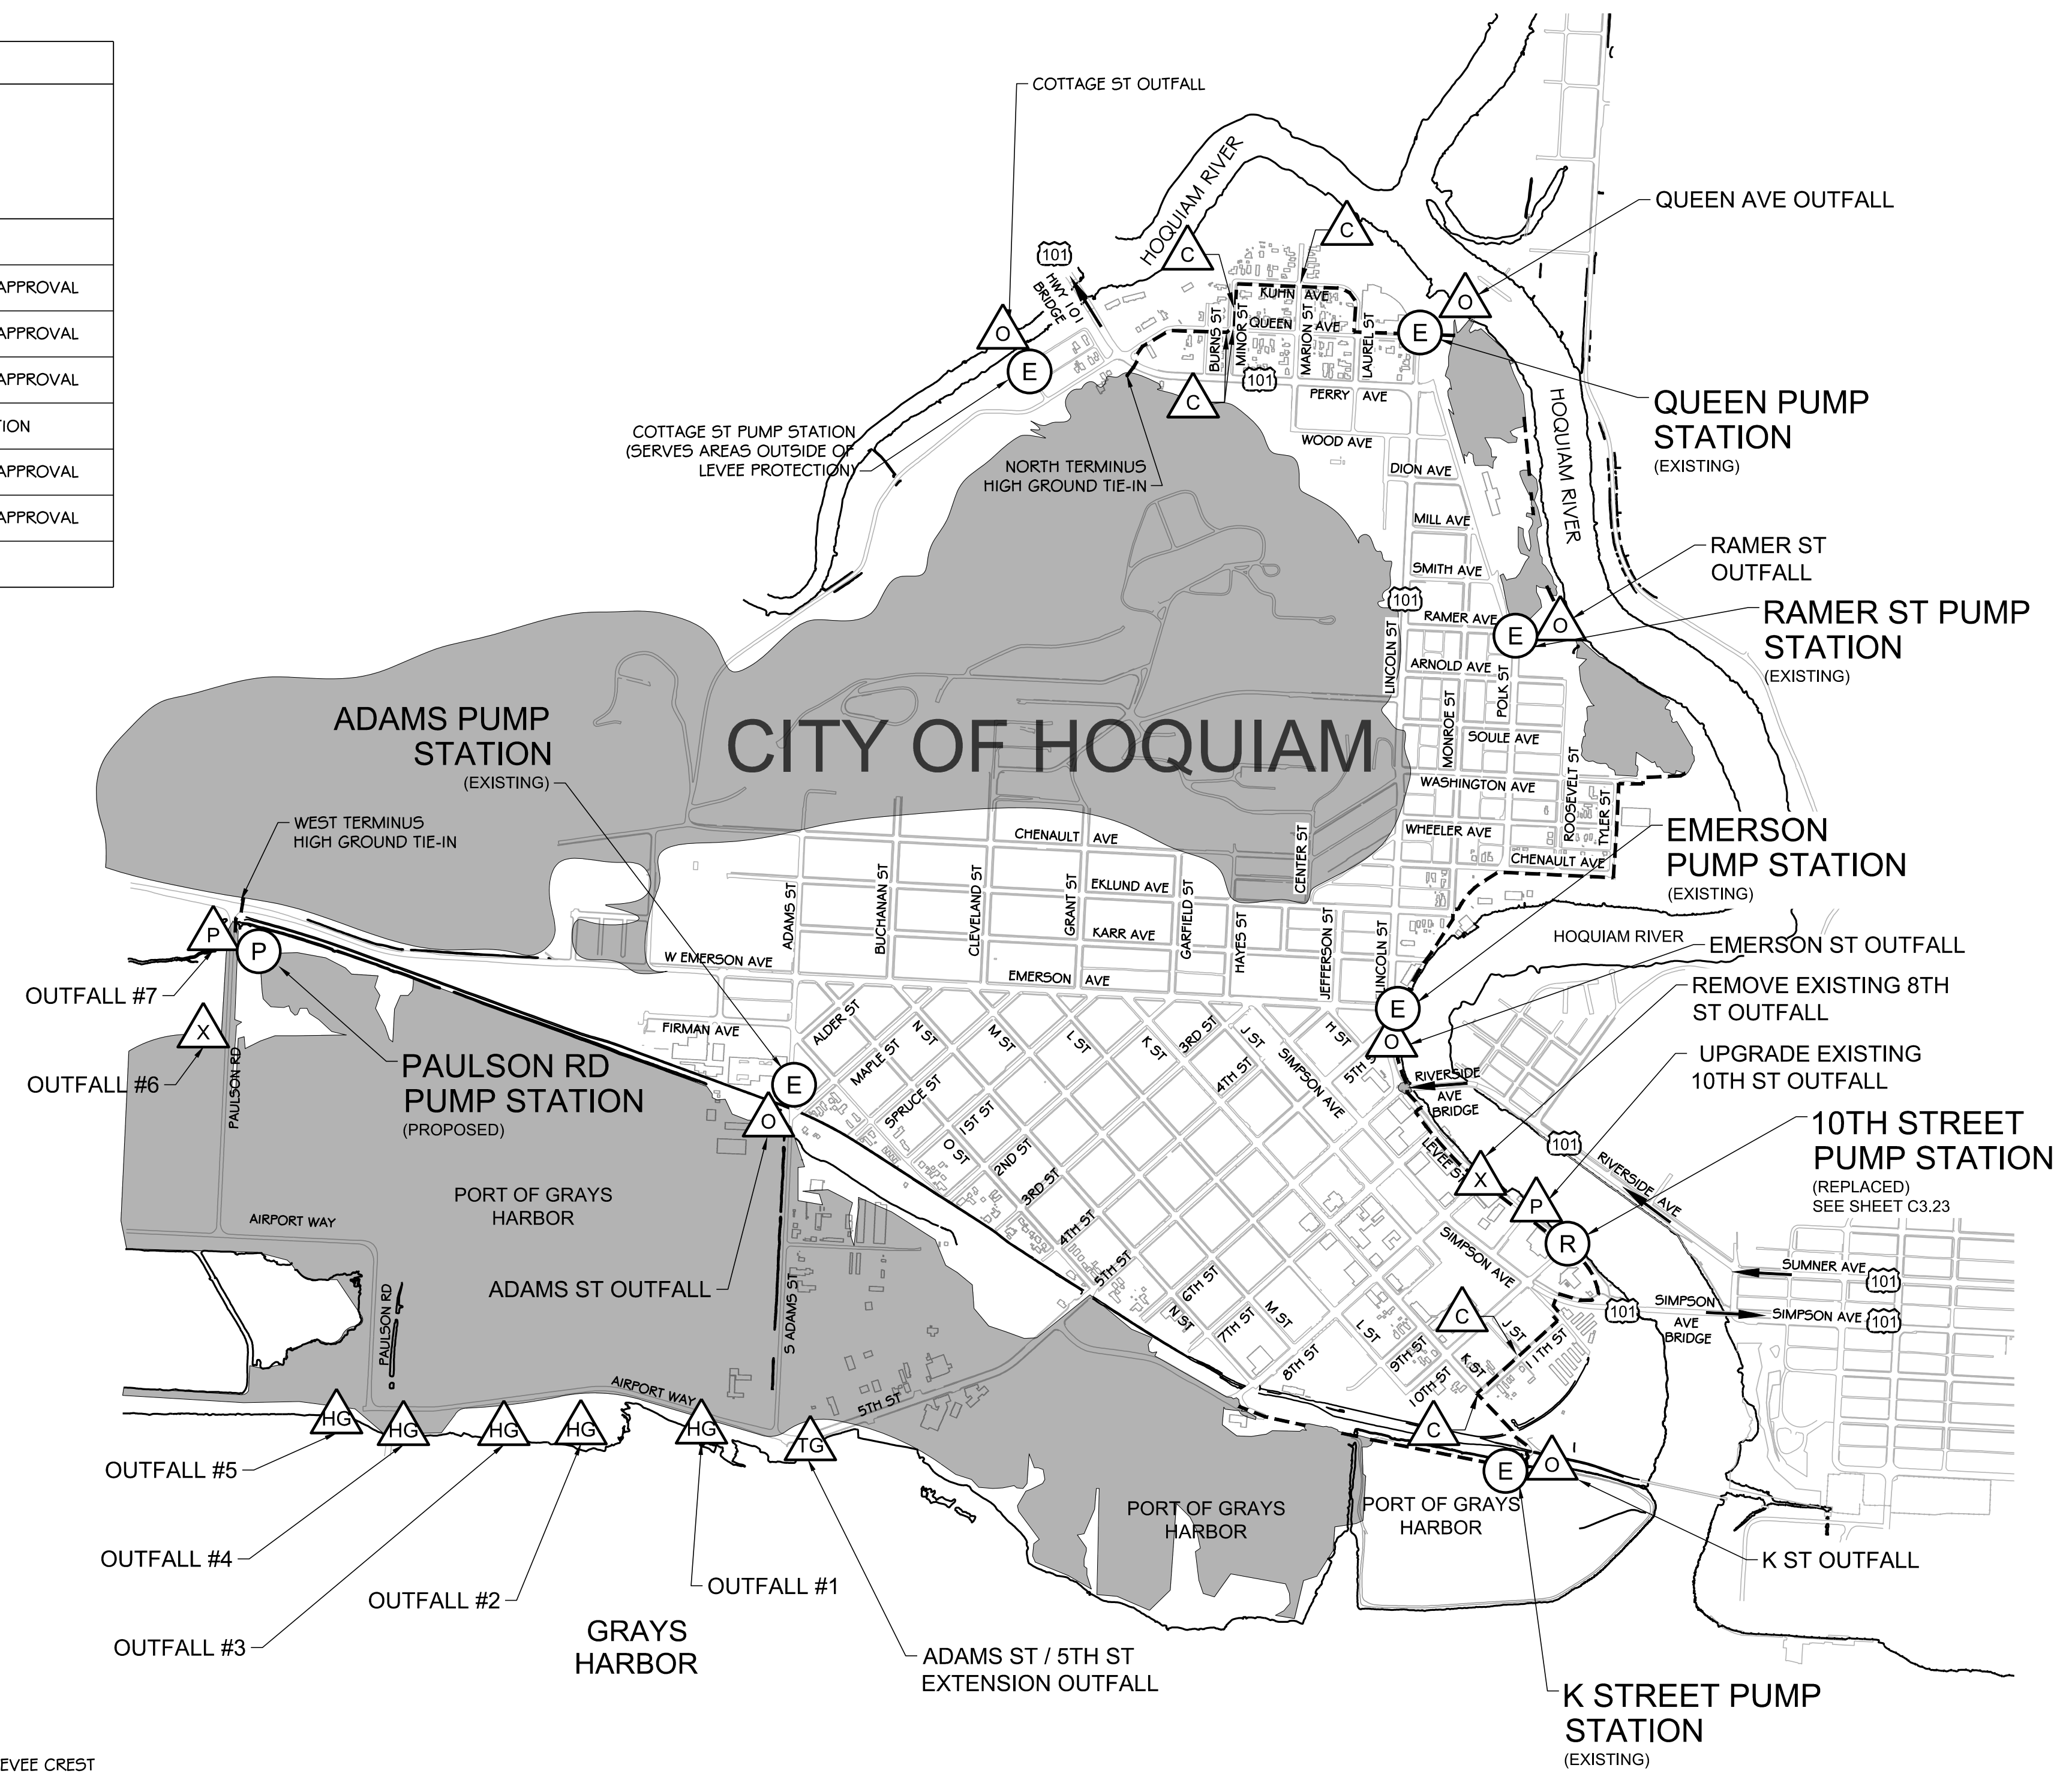 APPROVAL
APPROVAL
APPROVAL
TION
APPROVAL
APPROVAL
EVEE CREST
COTTAGE ST OUTFALL
HOQUIAM RIVER
QUEEN AVE OUTFALL
C
C
101
HWY 101
BRIDGE
O
E
KUHN AVE
QUEEN AVE
BURNS ST
MINOR ST
MARION ST
LAUREL ST
101
C
PERRY AVE
O
E
QUEEN PUMP
STATION
(EXISTING)
COTTAGE ST PUMP STATION
(SERVES AREAS OUTSIDE OF
LEVEE PROTECTION)
NORTH TERMINUS
HIGH GROUND TIE-IN
WOOD AVE
DION AVE
HOQUIAM RIVER
MILL AVE
SMITH AVE
RAMER ST
OUTFALL
101
RAMER AVE
E
O
RAMER ST PUMP
STATION
(EXISTING)
LINCOLN ST
ARNOLD AVE
MONROE ST
POLK ST
SOULE AVE
ROOSEVELT ST
WASHINGTON AVE
TYLER ST
WHEELER AVE
CHENAULT AVE
CITY OF HOQUIAM
ADAMS PUMP
STATION
(EXISTING)
WEST TERMINUS
HIGH GROUND TIE-IN
CHENAULT AVE
CENTER ST
EKLUND AVE
ADAMS ST
BUCHANAN ST
CLEVELAND ST
GRANT ST
GARFIELD ST
HAYES ST
JEFFERSON ST
LINCOLN ST
KARR AVE
W EMERSON AVE
EMERSON AVE
EMERSON
PUMP STATION
(EXISTING)
HOQUIAM RIVER
EMERSON ST OUTFALL
REMOVE EXISTING 8TH
ST OUTFALL
UPGRADE EXISTING
10TH ST OUTFALL
10TH STREET
PUMP STATION
(REPLACED)
SEE SHEET C3.23
E
O
P
P
OUTFALL #7
X
OUTFALL #6
PAULSON RD
PAULSON RD
PUMP STATION
(PROPOSED)
FIRMAN AVE
E
O
ALDER ST
MAPLE ST
SPRUCE ST
N ST
M ST
L ST
K ST
3RD ST
J ST
4TH ST
SIMPSON AVE
H ST
5TH S
RIVERSIDE
AVE
BRIDGE
101
RIVERSIDE AVE
LEVEE S
X
P
R
1ST ST
O ST
2ND ST
3RD ST
4TH ST
5TH ST
6TH ST
N ST
7TH ST
M ST
8TH ST
L ST
9TH ST
K ST
10TH ST
J ST
11TH ST
SIMPSON AVE
C
C
SUMNER AVE
101
101
SIMPSON
AVE
BRIDGE
SIMPSON AVE
101
PORT OF GRAYS
HARBOR
AIRPORT WAY
PAULSON RD
ADAMS ST OUTFALL
S ADAMS ST
AIRPORT WAY
5TH ST
HG
HG
HG
HG
HG
TG
E
O
OUTFALL #5
OUTFALL #4
OUTFALL #3
OUTFALL #2
OUTFALL #1
GRAYS
HARBOR
ADAMS ST / 5TH ST
EXTENSION OUTFALL
PORT OF GRAYS
HARBOR
PORT OF GRAYS
HARBOR
K ST OUTFALL
K STREET PUMP
STATION
(EXISTING)